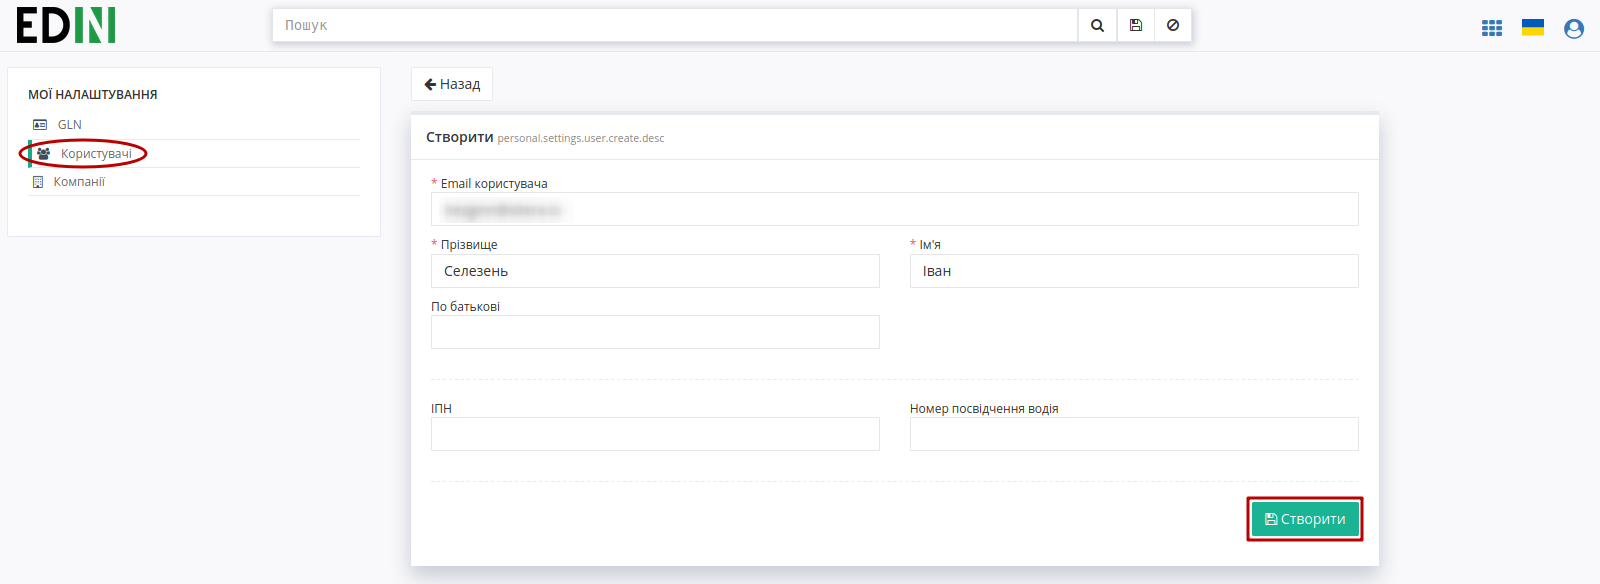 EDIN
Пошук
МОЇ НАЛАШТУВАННЯ
GLN
Користувачі
Компанії
Назад
Створити personal.settings.user.create.desc
* Email користувача
* Прізвище
* Ім'я
Селезень
Іван
По батькові
ІПН
Номер посвідчення водія
Створити